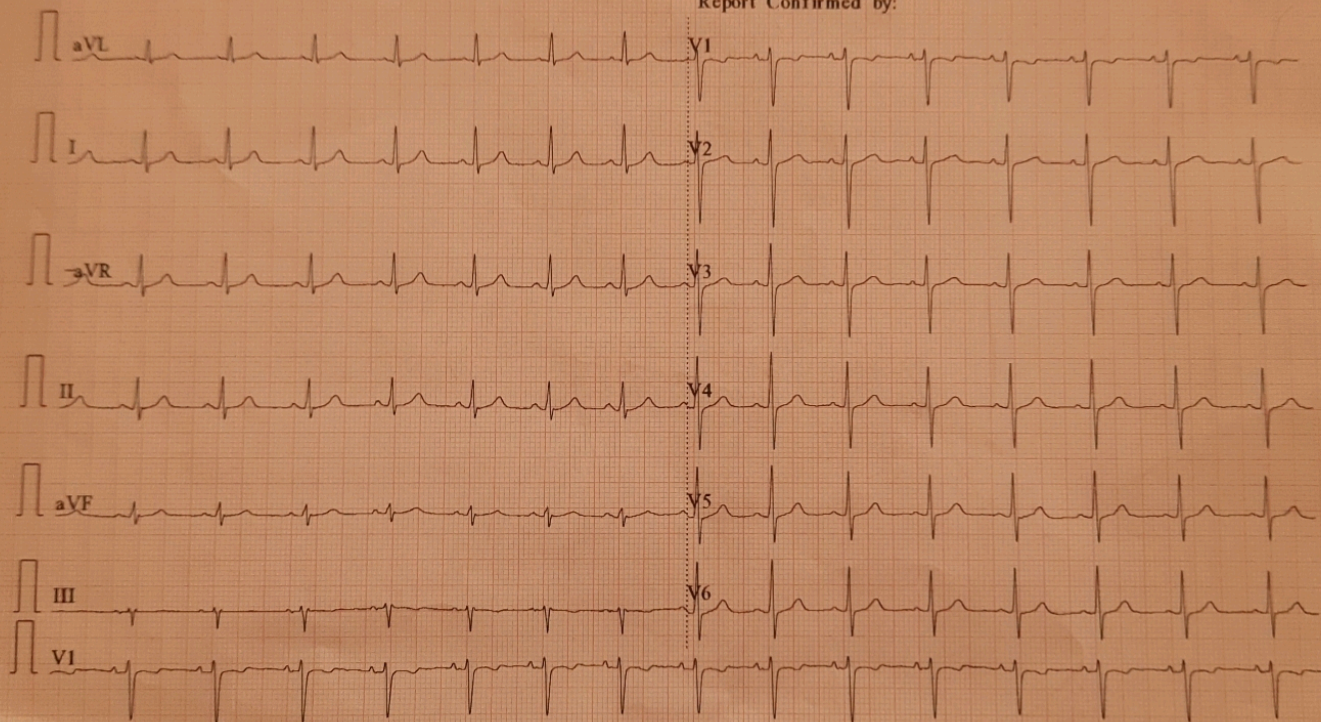 Report Confirmed by:
aVL
V1
I
V2
-aVR
V3
II
V4
aVF
V5
III
V6
V1